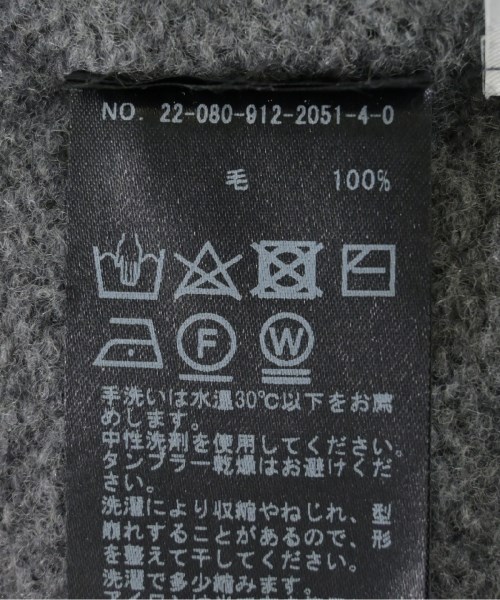 NO. 22-080-912-2051-4-0
毛 100%
F W
手洗いは水温30℃以下をお薦
めします。
中性洗剤を使用してください。
タンブラー乾燥はお避けくだ
さい。
洗濯により収縮やねじれ、型
崩れすることがあるので、形
を整えて干してください。
洗濯で多少縮みます。